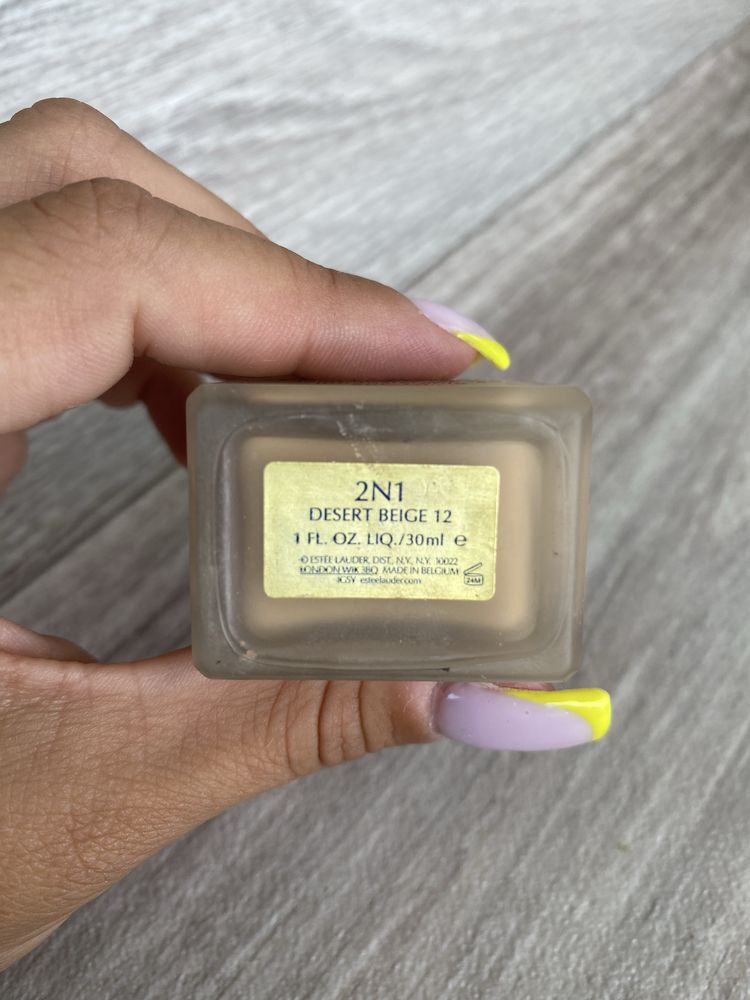 2N1
DESERT BEIGE 12
1 FL. OZ. LIQ./30ml ℮
© ESTĒE LAUDER, DIST., N.Y., N.Y. 10022
LONDON W1K 3BQ MADE IN BELGIUM
esteelauder.com
24M